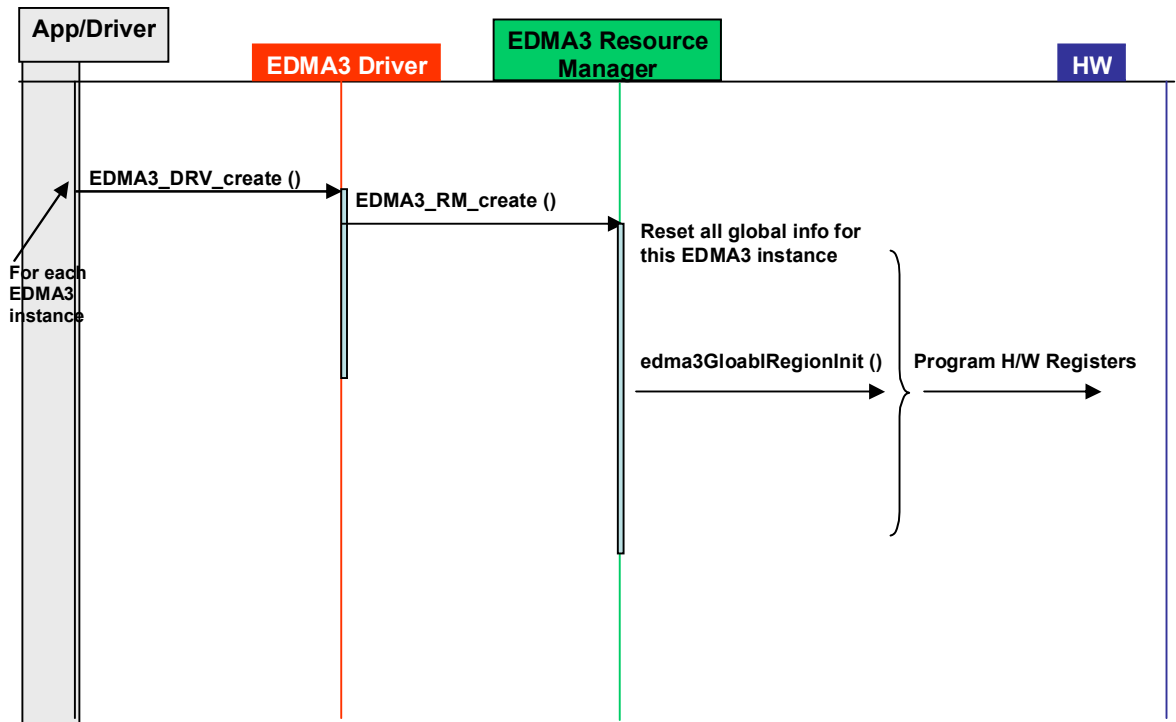 App/Driver
EDMA3 Driver
EDMA3 Resource
Manager
HW
EDMA3_DRV_create ()
EDMA3_RM_create ()
Reset all global info for
this EDMA3 instance
For each
EDMA3
instance
edma3GloablRegionInit ()
Program H/W Registers